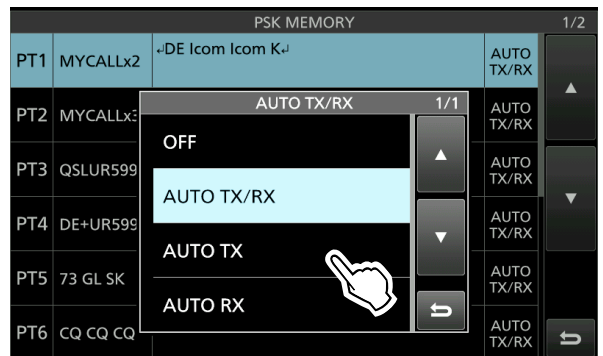 PSK MEMORY 1/2
PT1 MYCALLx2 ↲DE Icom Icom K↲ AUTO
TX/RX
AUTO TX/RX 1/1
OFF
AUTO TX/RX
AUTO TX
AUTO RX
PT2 AUTO
TX/RX
PT3 QSLUR599 AUTO
TX/RX
PT4 DE+UR599 AUTO
TX/RX
PT5 73 GL SK AUTO
TX/RX
PT6 CQ CQ CQ AUTO
TX/RX